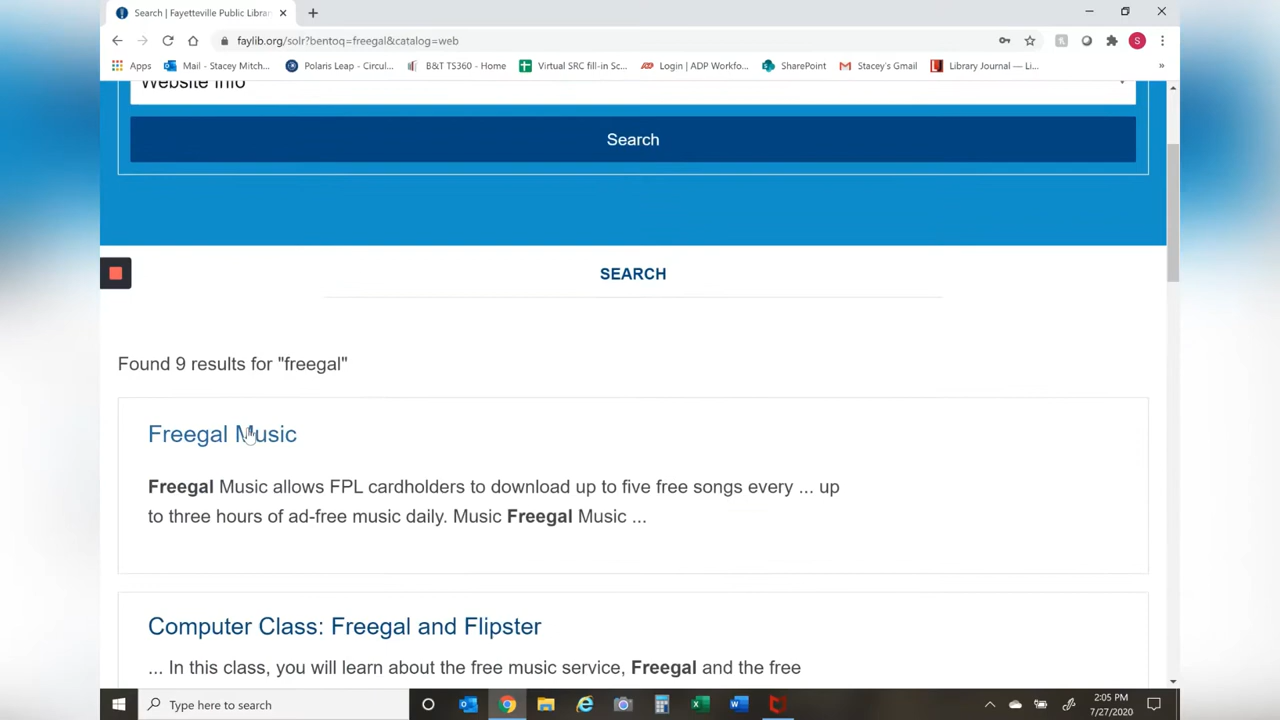 Search | Fayetteville Public Librar
faylib.org/solr?bentoq=freegal&catalog=web
Apps Mail - Stacey Mitch... Polaris Leap - Circul... B&T TS360 - Home Virtual SRC fill-in Sc... Login | ADP Workfo... SharePoint Stacey's Gmail Library Journal — Li... »
Website Info
Search
SEARCH
Found 9 results for "freegal"
Freegal Music
Freegal Music allows FPL cardholders to download up to five free songs every ... up
to three hours of ad-free music daily. Music Freegal Music ...
Computer Class: Freegal and Flipster
... In this class, you will learn about the free music service, Freegal and the free
Type here to search
2:05 PM
7/27/2020